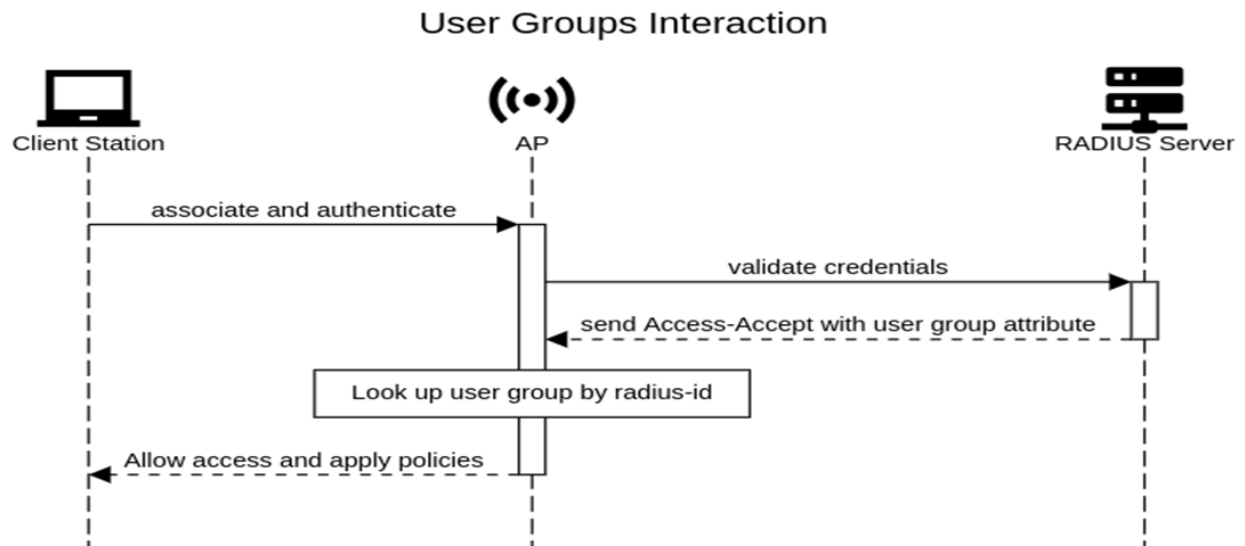 User Groups Interaction
Client Station
AP
RADIUS Server
associate and authenticate
validate credentials
send Access-Accept with user group attribute
Look up user group by radius-id
Allow access and apply policies